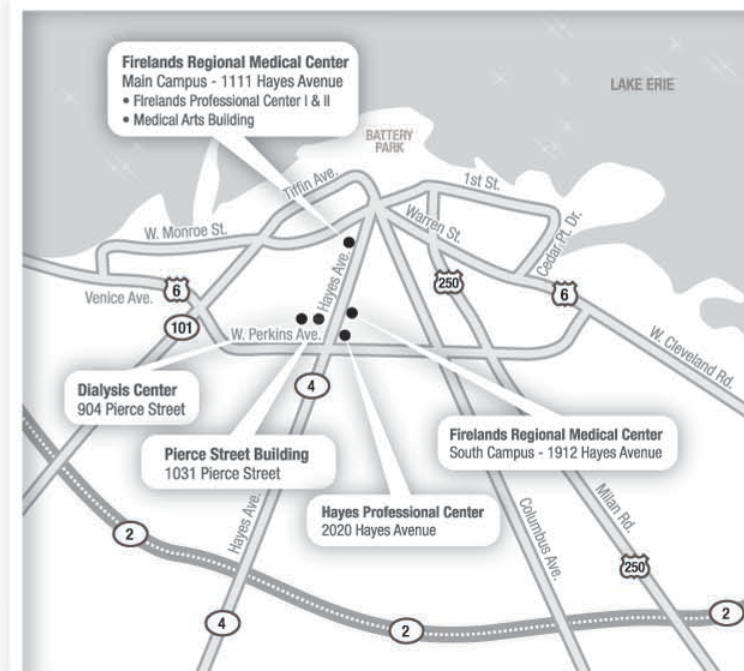 Firelands Regional Medical Center
Main Campus - 1111 Hayes Avenue
• Firelands Professional Center I & II
• Medical Arts Building
LAKE ERIE
BATTERY
PARK
Tiffin Ave.
1st St.
W. Monroe St.
Warren St.
Cedar Pt. Dr.
Hayes Ave.
250
6
6
Venice Ave.
101
W. Perkins Ave.
W. Cleveland Rd.
4
Dialysis Center
904 Pierce Street
Pierce Street Building
1031 Pierce Street
Firelands Regional Medical Center
South Campus - 1912 Hayes Avenue
Hayes Professional Center
2020 Hayes Avenue
Hayes Ave.
Columbus Ave.
Milan Rd.
2
250
4
2
2